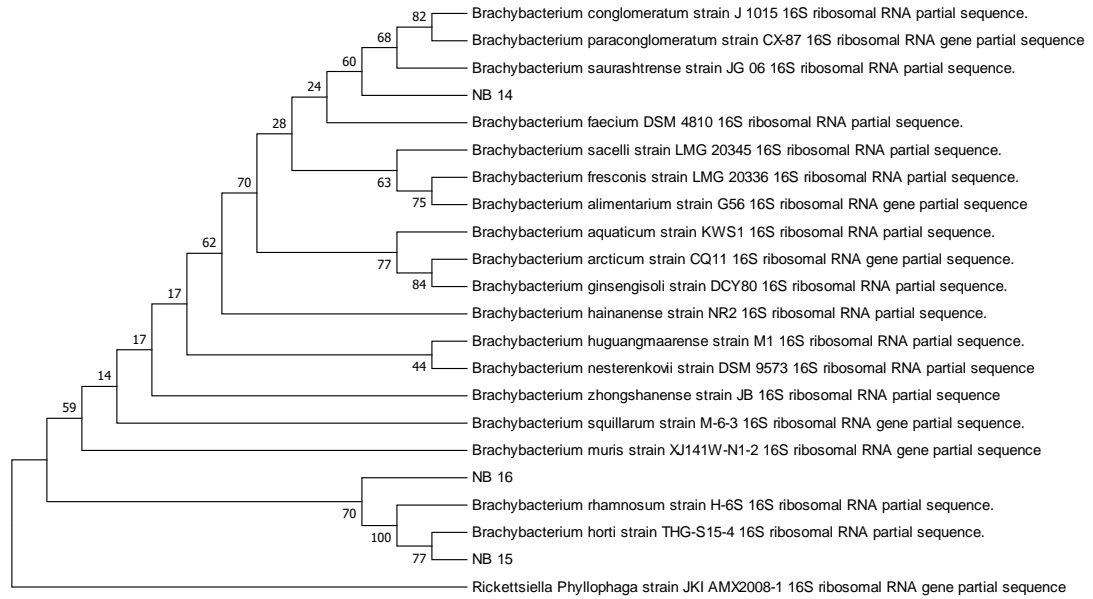 82
Brachybacterium conglomeratum strain J 1015 16S ribosomal RNA partial sequence.
68
Brachybacterium paraconglomeratum strain CX-87 16S ribosomal RNA gene partial sequence
60
Brachybacterium saurashtrense strain JG 06 16S ribosomal RNA partial sequence.
24
NB 14
28
Brachybacterium faecium DSM 4810 16S ribosomal RNA partial sequence.
Brachybacterium sacelli strain LMG 20345 16S ribosomal RNA partial sequence.
70
63
Brachybacterium fresconis strain LMG 20336 16S ribosomal RNA partial sequence.
75
Brachybacterium alimentarium strain G56 16S ribosomal RNA gene partial sequence
62
Brachybacterium aquaticum strain KWS1 16S ribosomal RNA partial sequence.
77
Brachybacterium arcticum strain CQ11 16S ribosomal RNA gene partial sequence.
84
Brachybacterium ginsengisoli strain DCY80 16S ribosomal RNA partial sequence.
17
Brachybacterium hainanense strain NR2 16S ribosomal RNA partial sequence.
17
Brachybacterium huguangmaarense strain M1 16S ribosomal RNA partial sequence.
44
Brachybacterium nesterenkovii strain DSM 9573 16S ribosomal RNA partial sequence
14
Brachybacterium zhongshanense strain JB 16S ribosomal RNA partial sequence
59
Brachybacterium squillarum strain M-6-3 16S ribosomal RNA gene partial sequence.
Brachybacterium muris strain XJ141W-N1-2 16S ribosomal RNA gene partial sequence
NB 16
70
Brachybacterium rhamnosum strain H-6S 16S ribosomal RNA partial sequence.
100
Brachybacterium horti strain THG-S15-4 16S ribosomal RNA partial sequence.
77
NB 15
Rickettsiella Phyllophaga strain JKI AMX2008-1 16S ribosomal RNA gene partial sequence